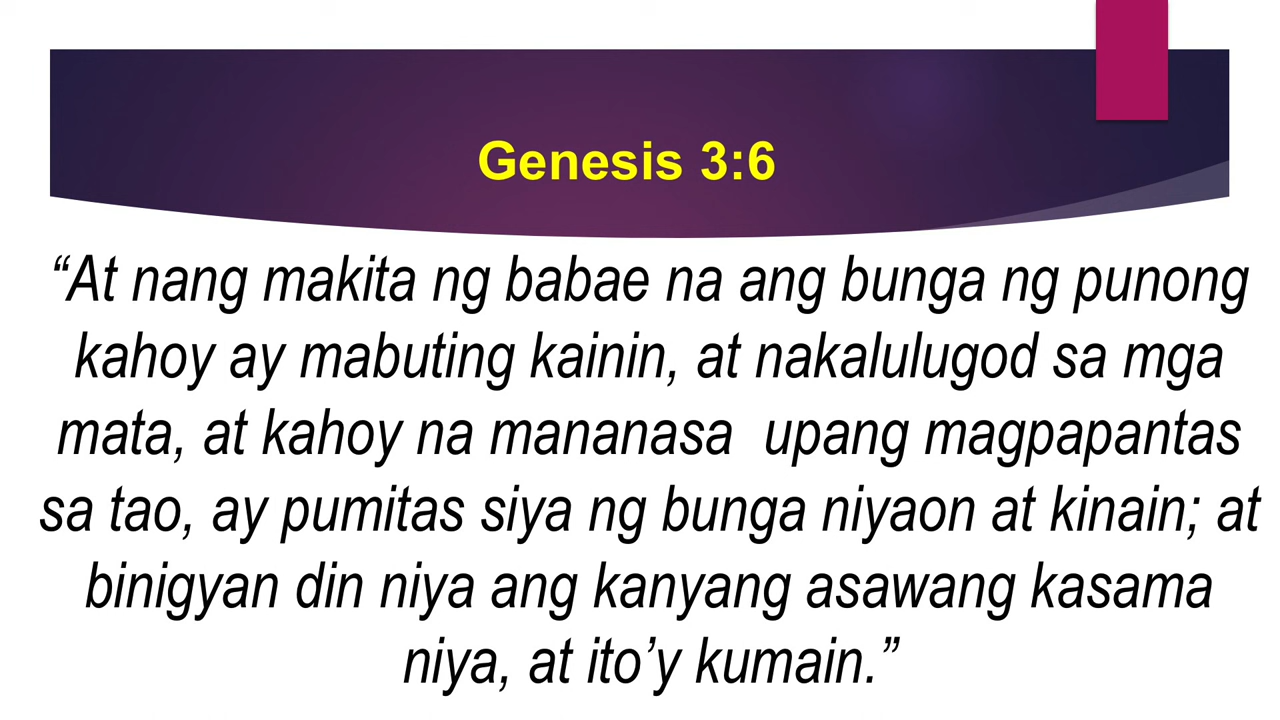 Genesis 3:6
“At nang makita ng babae na ang bunga ng punong
kahoy ay mabuting kainin, at nakalulugod sa mga
mata, at kahoy na mananasa  upang magpapantas
sa tao, ay pumitas siya ng bunga niyaon at kinain; at
binigyan din niya ang kanyang asawang kasama
niya, at ito’y kumain.”